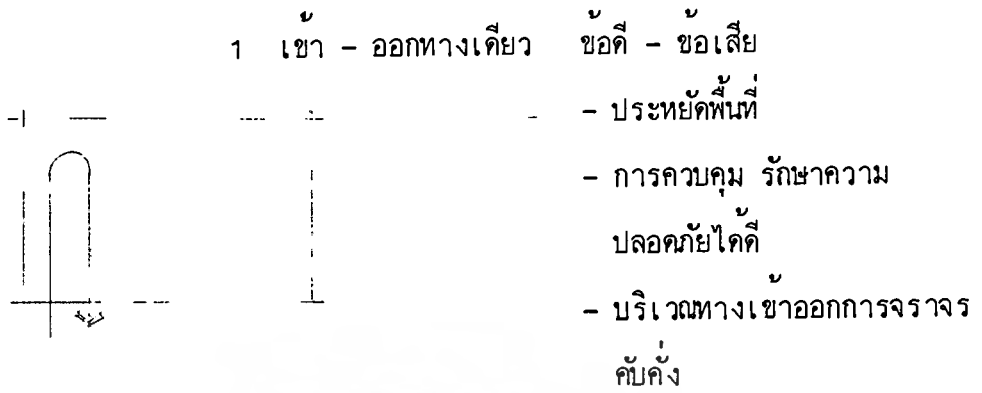 1 เข้า - ออกทางเดียว ข้อดี - ข้อเสีย
- ประหยัดพื้นที่
- การควบคุม รักษาความ
ปลอดภัยได้ดี
- บริเวณทางเข้าออกการจราจร
คับคั่ง